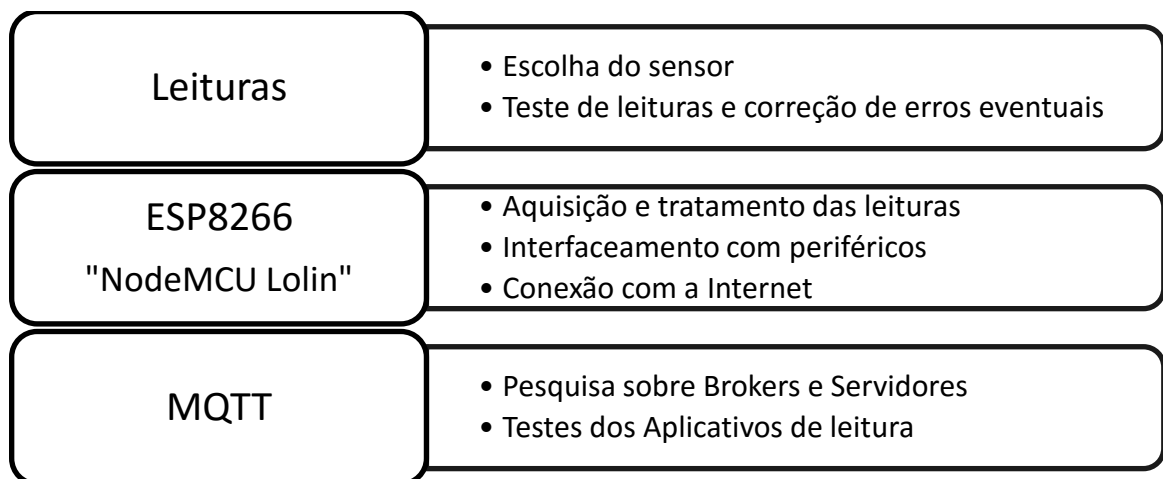 Leituras
• Escolha do sensor
• Teste de leituras e correção de erros eventuais
ESP8266
"NodeMCU Lolin"
• Aquisição e tratamento das leituras
• Interfaceamento com periféricos
• Conexão com a Internet
MQTT
• Pesquisa sobre Brokers e Servidores
• Testes dos Aplicativos de leitura